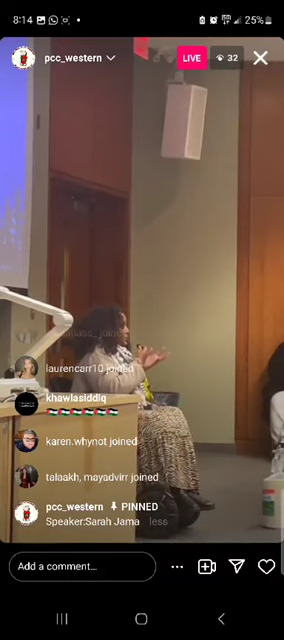 8:14
25%
pcc_western
LIVE
32
laurencarr10 joined
khawlasiddiq
🇵🇸🇵🇸🇵🇸🇵🇸🇵🇸🇵🇸
karen.whynot joined
talaakh, mayadvirr joined
pcc_western PINNED
Speaker:Sarah Jama less
Add a comment...